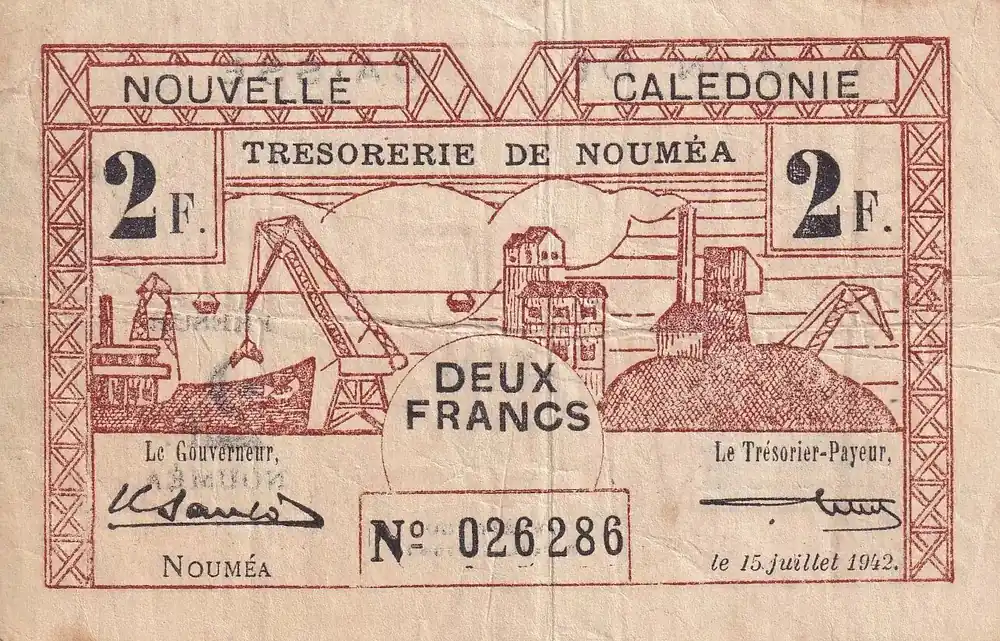 NOUVELLE CALEDONIE
TRESORERIE DE NOUMÉA
2 F. 2 F.
DEUX
FRANCS
Le Gouverneur, Le Trésorier-Payeur,
Nº 026286
NOUMÉA le 15 juillet 1942.